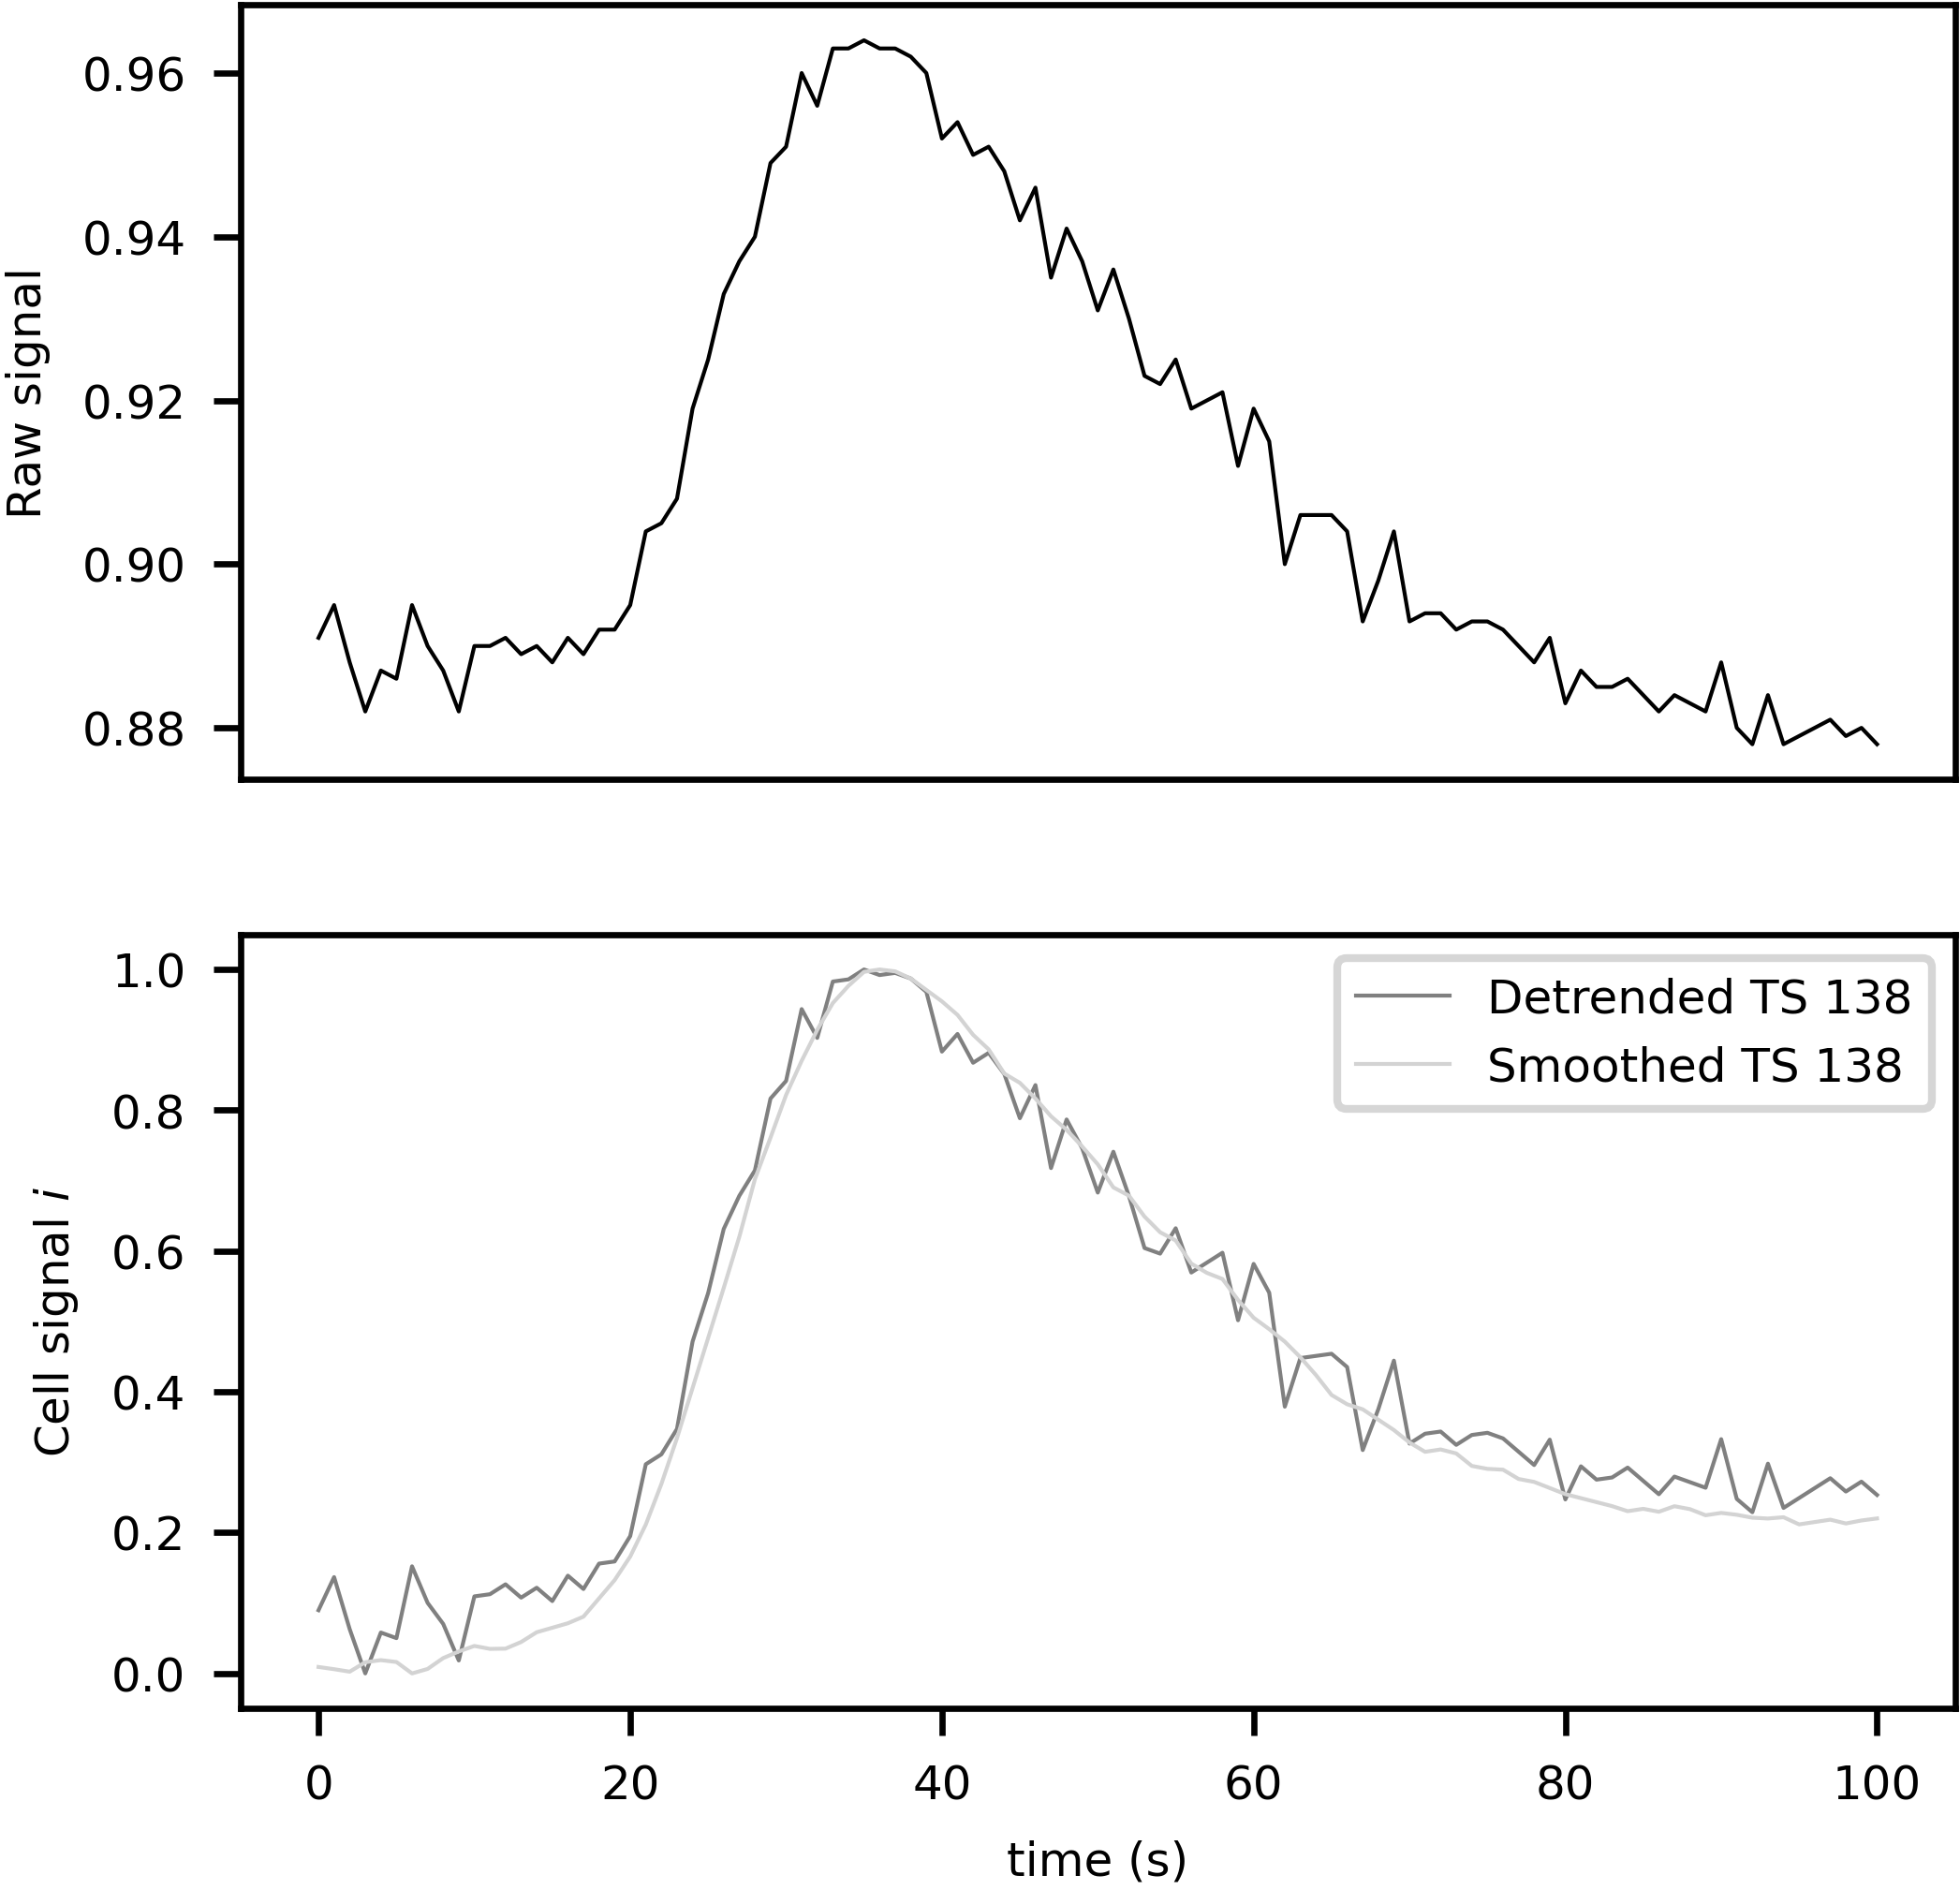 Raw signal
0.96
0.94
0.92
0.90
0.88
Cell signal i
1.0
0.8
0.6
0.4
0.2
0.0
Detrended TS 138
Smoothed TS 138
0 20 40 60 80 100
time (s)